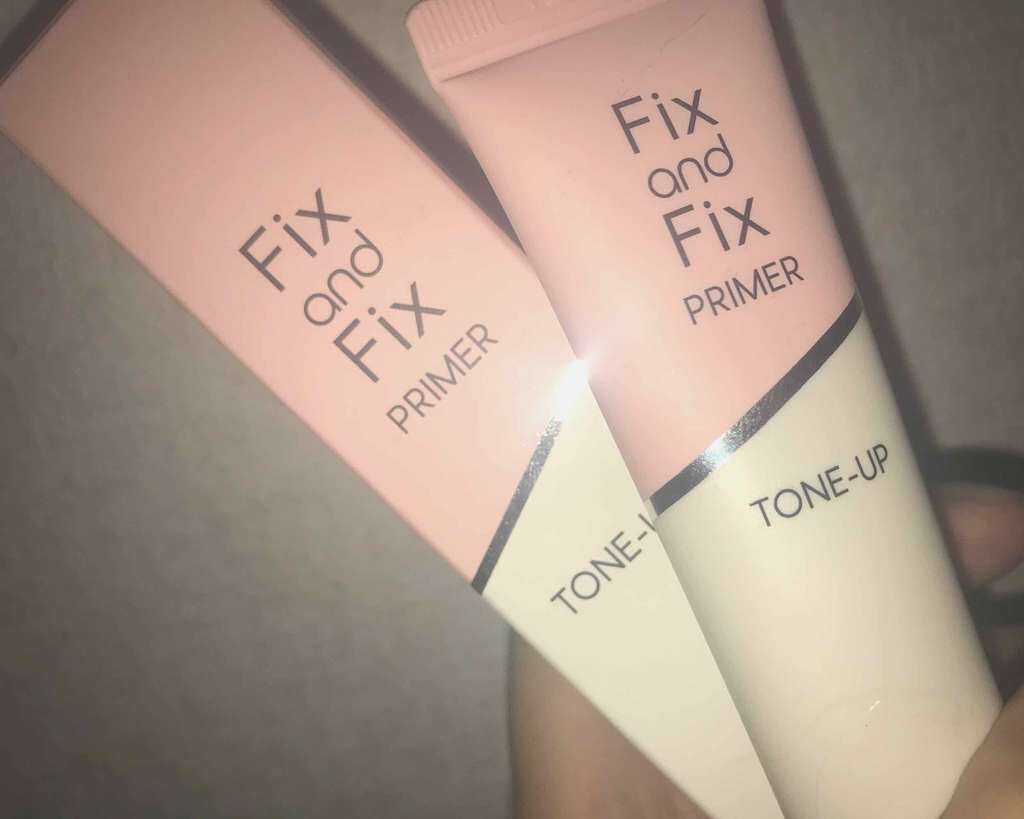 Fix
and
Fix
PRIMER
TONE-
Fix
and
Fix
PRIMER
TONE-UP